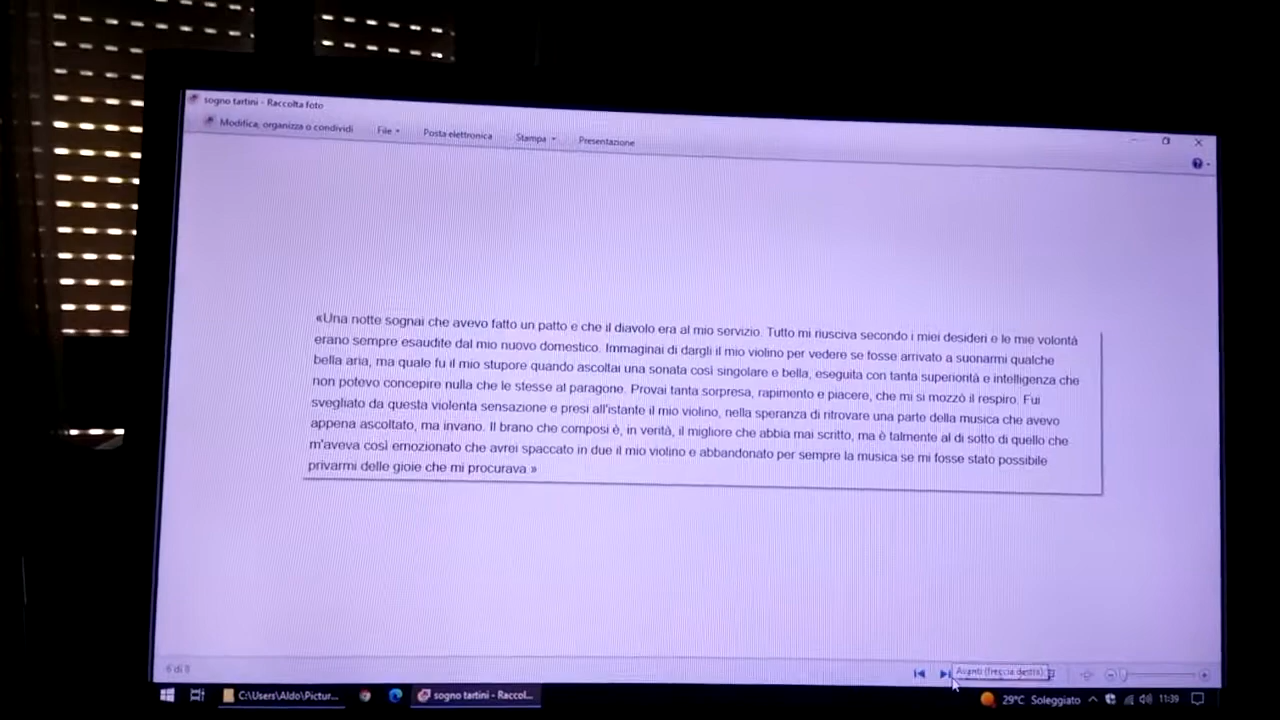 sogno tartini - Raccolta foto
Modifica, organizza o condividi File Posta elettronica Stampa Presentazione
«Una notte sognai che avevo fatto un patto e che il diavolo era al mio servizio. Tutto mi riusciva secondo i miei desideri e le mie volontà
erano sempre esaudite dal mio nuovo domestico. Immaginai di dargli il mio violino per vedere se fosse arrivato a suonarmi qualche
bella aria, ma quale fu il mio stupore quando ascoltai una sonata così singolare e bella, eseguita con tanta superiorità e intelligenza che
non potevo concepire nulla che le stesse al paragone. Provai tanta sorpresa, rapimento e piacere, che mi si mozzò il respiro. Fui
svegliato da questa violenta sensazione e presi all'istante il mio violino, nella speranza di ritrovare una parte della musica che avevo
appena ascoltato, ma invano. Il brano che composi è, in verità, il migliore che abbia mai scritto, ma è talmente al di sotto di quello che
m'aveva così emozionato che avrei spaccato in due il mio violino e abbandonato per sempre la musica se mi fosse stato possibile
privarmi delle gioie che mi procurava »
6 di 8
Avanti (freccia destra)
C:\Users\Aldo\Pictur... sogno tartini - Raccol... 29°C Soleggiato 11:39